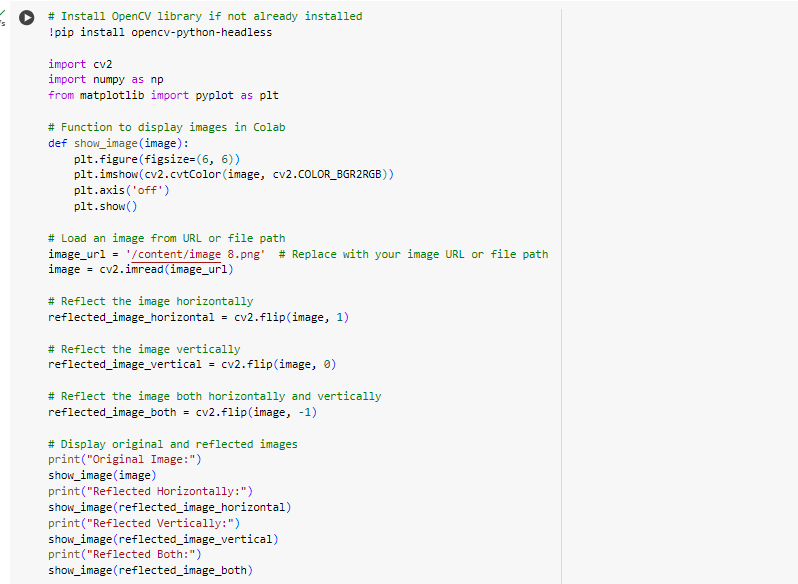 # Install OpenCV library if not already installed
!pip install opencv-python-headless
import cv2
import numpy as np
from matplotlib import pyplot as plt
# Function to display images in Colab
def show_image(image):
    plt.figure(figsize=(6, 6))
    plt.imshow(cv2.cvtColor(image, cv2.COLOR_BGR2RGB))
    plt.axis('off')
    plt.show()
# Load an image from URL or file path
image_url = '/content/image 8.png'  # Replace with your image URL or file path
image = cv2.imread(image_url)
# Reflect the image horizontally
reflected_image_horizontal = cv2.flip(image, 1)
# Reflect the image vertically
reflected_image_vertical = cv2.flip(image, 0)
# Reflect the image both horizontally and vertically
reflected_image_both = cv2.flip(image, -1)
# Display original and reflected images
print("Original Image:")
show_image(image)
print("Reflected Horizontally:")
show_image(reflected_image_horizontal)
print("Reflected Vertically:")
show_image(reflected_image_vertical)
print("Reflected Both:")
show_image(reflected_image_both)